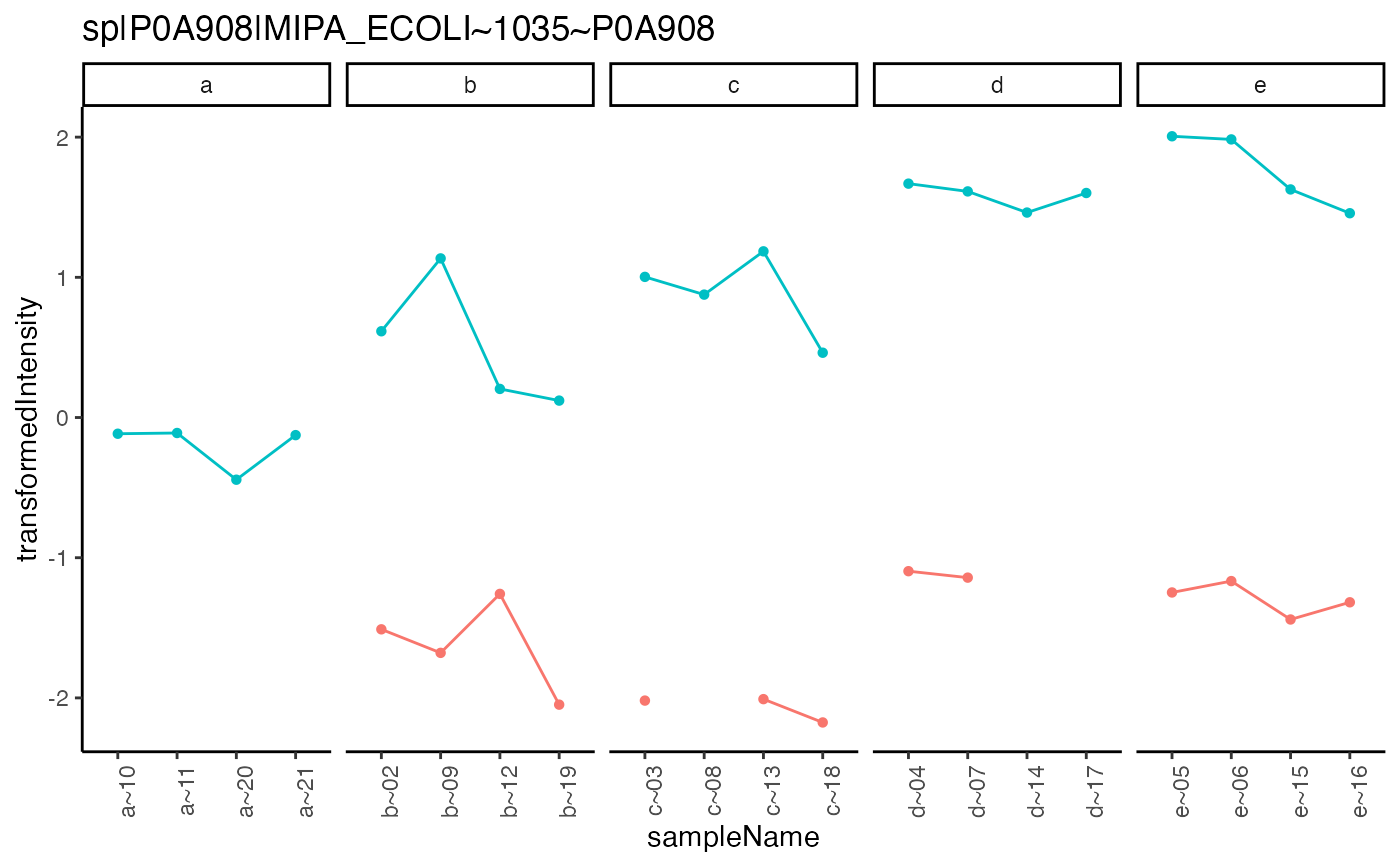 sp|P0A908|MIPA_ECOLI~1035~P0A908
a b c d e
transformedIntensity
2
1
0
-1
-2
a~10 a~11 a~20 a~21 b~02 b~09 b~12 b~19 c~03 c~08 c~13 c~18 d~04 d~07 d~14 d~17 e~05 e~06 e~15 e~16
sampleName